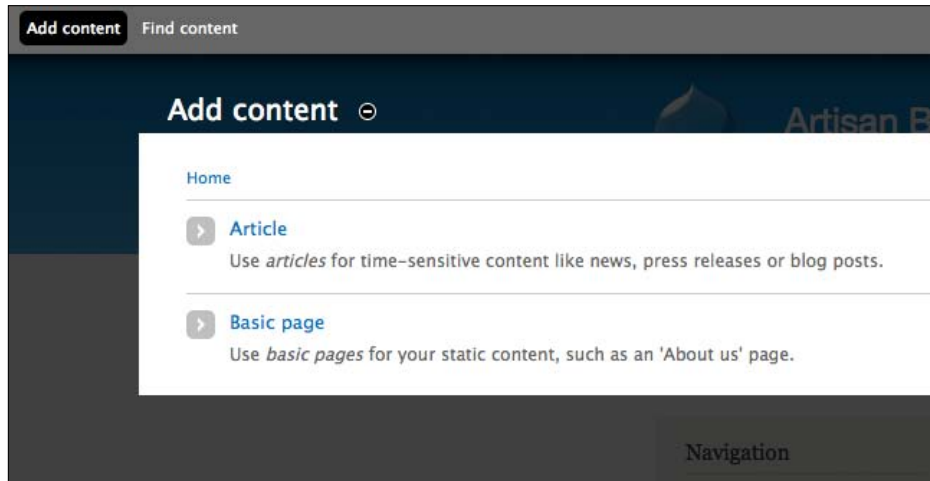 Add content Find content
Add content
Artisan B
Home
Article
Use articles for time-sensitive content like news, press releases or blog posts.
Basic page
Use basic pages for your static content, such as an 'About us' page.
Navigation